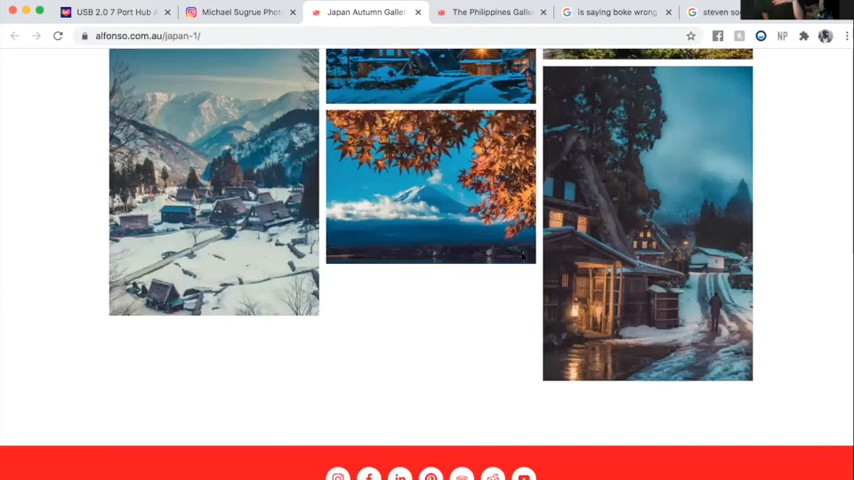 USB 2.0 7 Port Hub A
Michael Sugrue Phot
Japan Autumn Galle
The Philippines Galle
is saying boke wrong
steven so
alfonso.com.au/japan-1/
NP